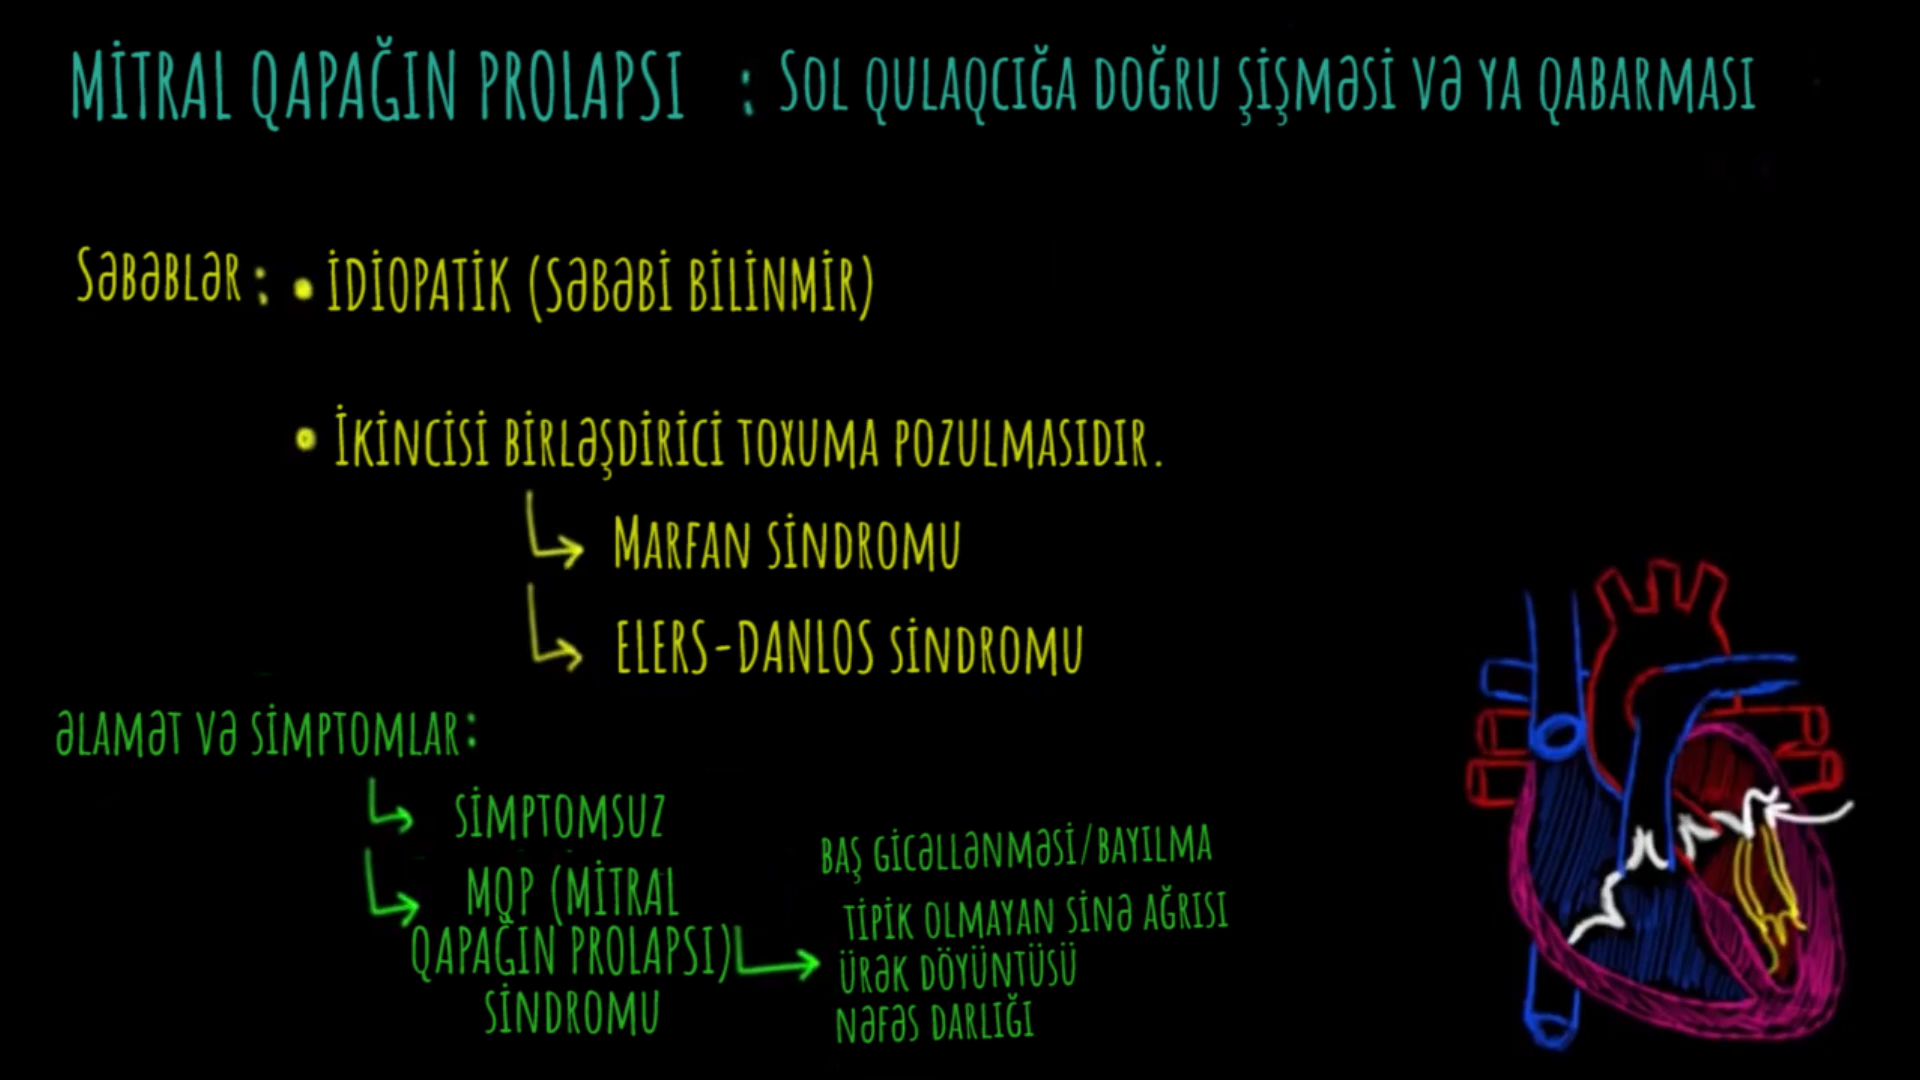 MİTRAL QAPAĞIN PROLAPSI : SOL QULAQCIĞA DOĞRU ŞİŞMƏSİ VƏ YA QABARMASI
SƏBƏBLƏR : • İDİOPATİK (SƏBƏBİ BİLİNMİR)
• İKİNCİSİ BİRLƏŞDİRİCİ TOXUMA POZULMASIDIR.
MARFAN SİNDROMU
ELERS-DANLOS SİNDROMU
ƏLAMƏT VƏ SİMPTOMLAR:
SİMPTOMSUZ
MQP (MİTRAL
QAPAĞIN PROLAPSI)
SİNDROMU
BAŞ GİCƏLLƏNMƏSİ/BAYILMA
TİPİK OLMAYAN SİNƏ AĞRISI
ÜRƏK DÖYÜNTÜSÜ
NƏFƏS DARLIĞI